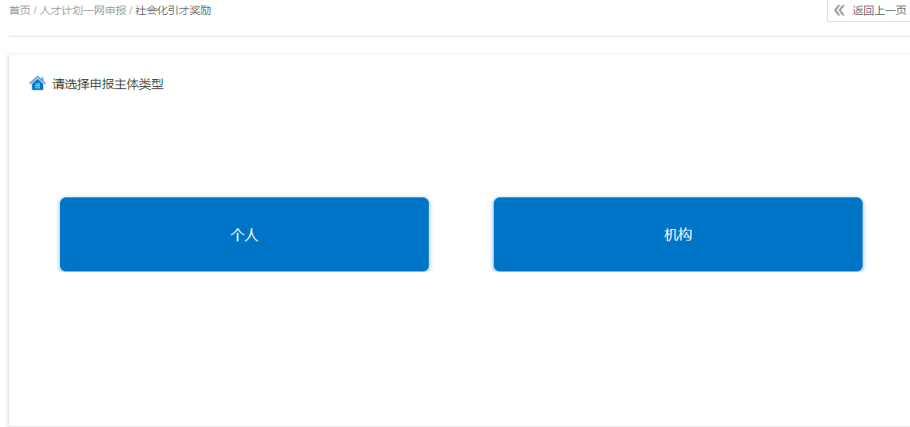 首页 / 人才计划一网申报 / 社会化引才奖励
返回上一页
请选择申报主体类型
个人
机构